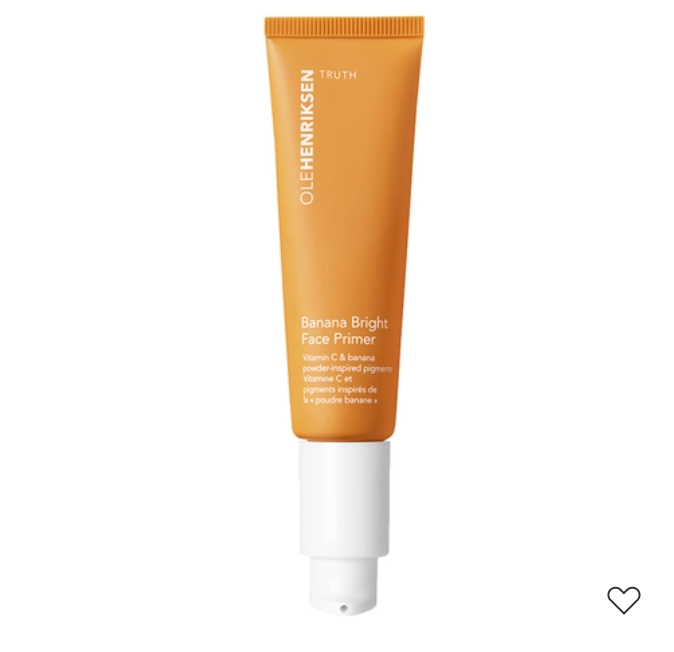 OLEHENRIKSEN
TRUTH
Banana Bright
Face Primer
Vitamin C & banana
powder-inspired pigments
Vitamine C et
pigments inspirés de
la « poudre banane »